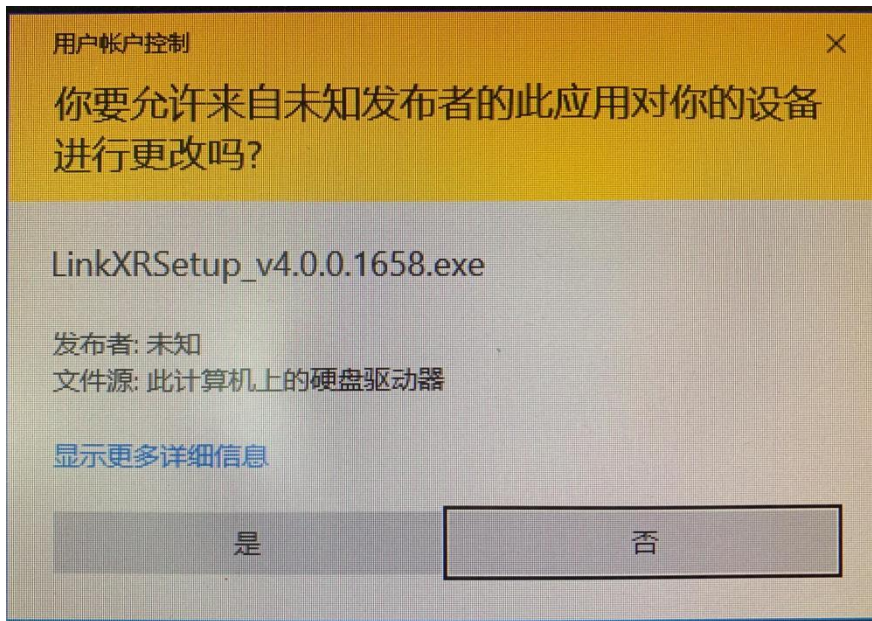 用户帐户控制
你要允许来自未知发布者的此应用对你的设备
进行更改吗?
LinkXRSetup_v4.0.0.1658.exe
发布者: 未知
文件源: 此计算机上的硬盘驱动器
显示更多详细信息
是
否